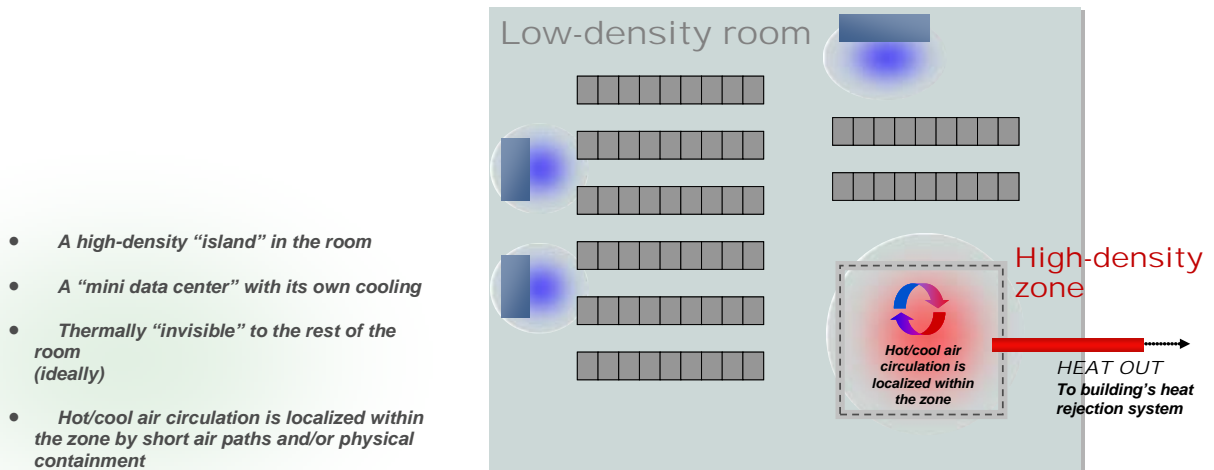 Low-density room
• A high-density “island” in the room
• A “mini data center” with its own cooling
• Thermally “invisible” to the rest of the
room
(ideally)
• Hot/cool air circulation is localized within
the zone by short air paths and/or physical
containment
High-density
zone
Hot/cool air
circulation is
localized within
the zone
HEAT OUT
To building’s heat
rejection system